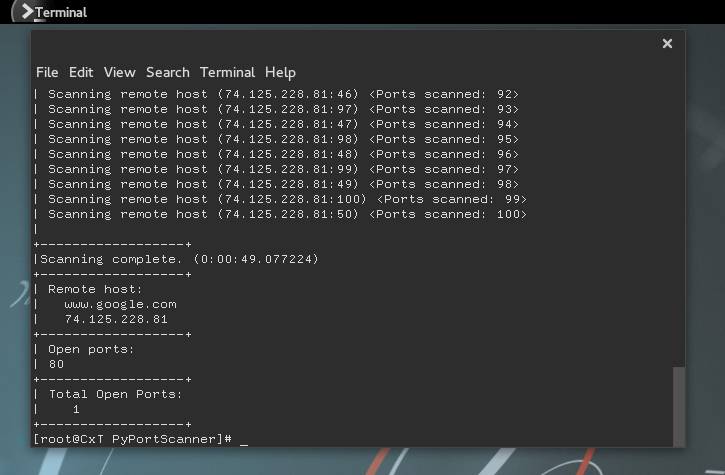 Terminal
File Edit View Search Terminal Help
| Scanning remote host (74.125.228.81:46) <Ports scanned: 92>
| Scanning remote host (74.125.228.81:97) <Ports scanned: 93>
| Scanning remote host (74.125.228.81:47) <Ports scanned: 94>
| Scanning remote host (74.125.228.81:98) <Ports scanned: 95>
| Scanning remote host (74.125.228.81:48) <Ports scanned: 96>
| Scanning remote host (74.125.228.81:99) <Ports scanned: 97>
| Scanning remote host (74.125.228.81:49) <Ports scanned: 98>
| Scanning remote host (74.125.228.81:100) <Ports scanned: 99>
| Scanning remote host (74.125.228.81:50) <Ports scanned: 100>
|
+------------------+
|Scanning complete. (0:00:49.077224)
+------------------+
| Remote host:
|   www.google.com
|   74.125.228.81
+------------------+
| Open ports:
| 80
+------------------+
| Total Open Ports:
|    1
+------------------+
[root@CxT PyPortScanner]# _